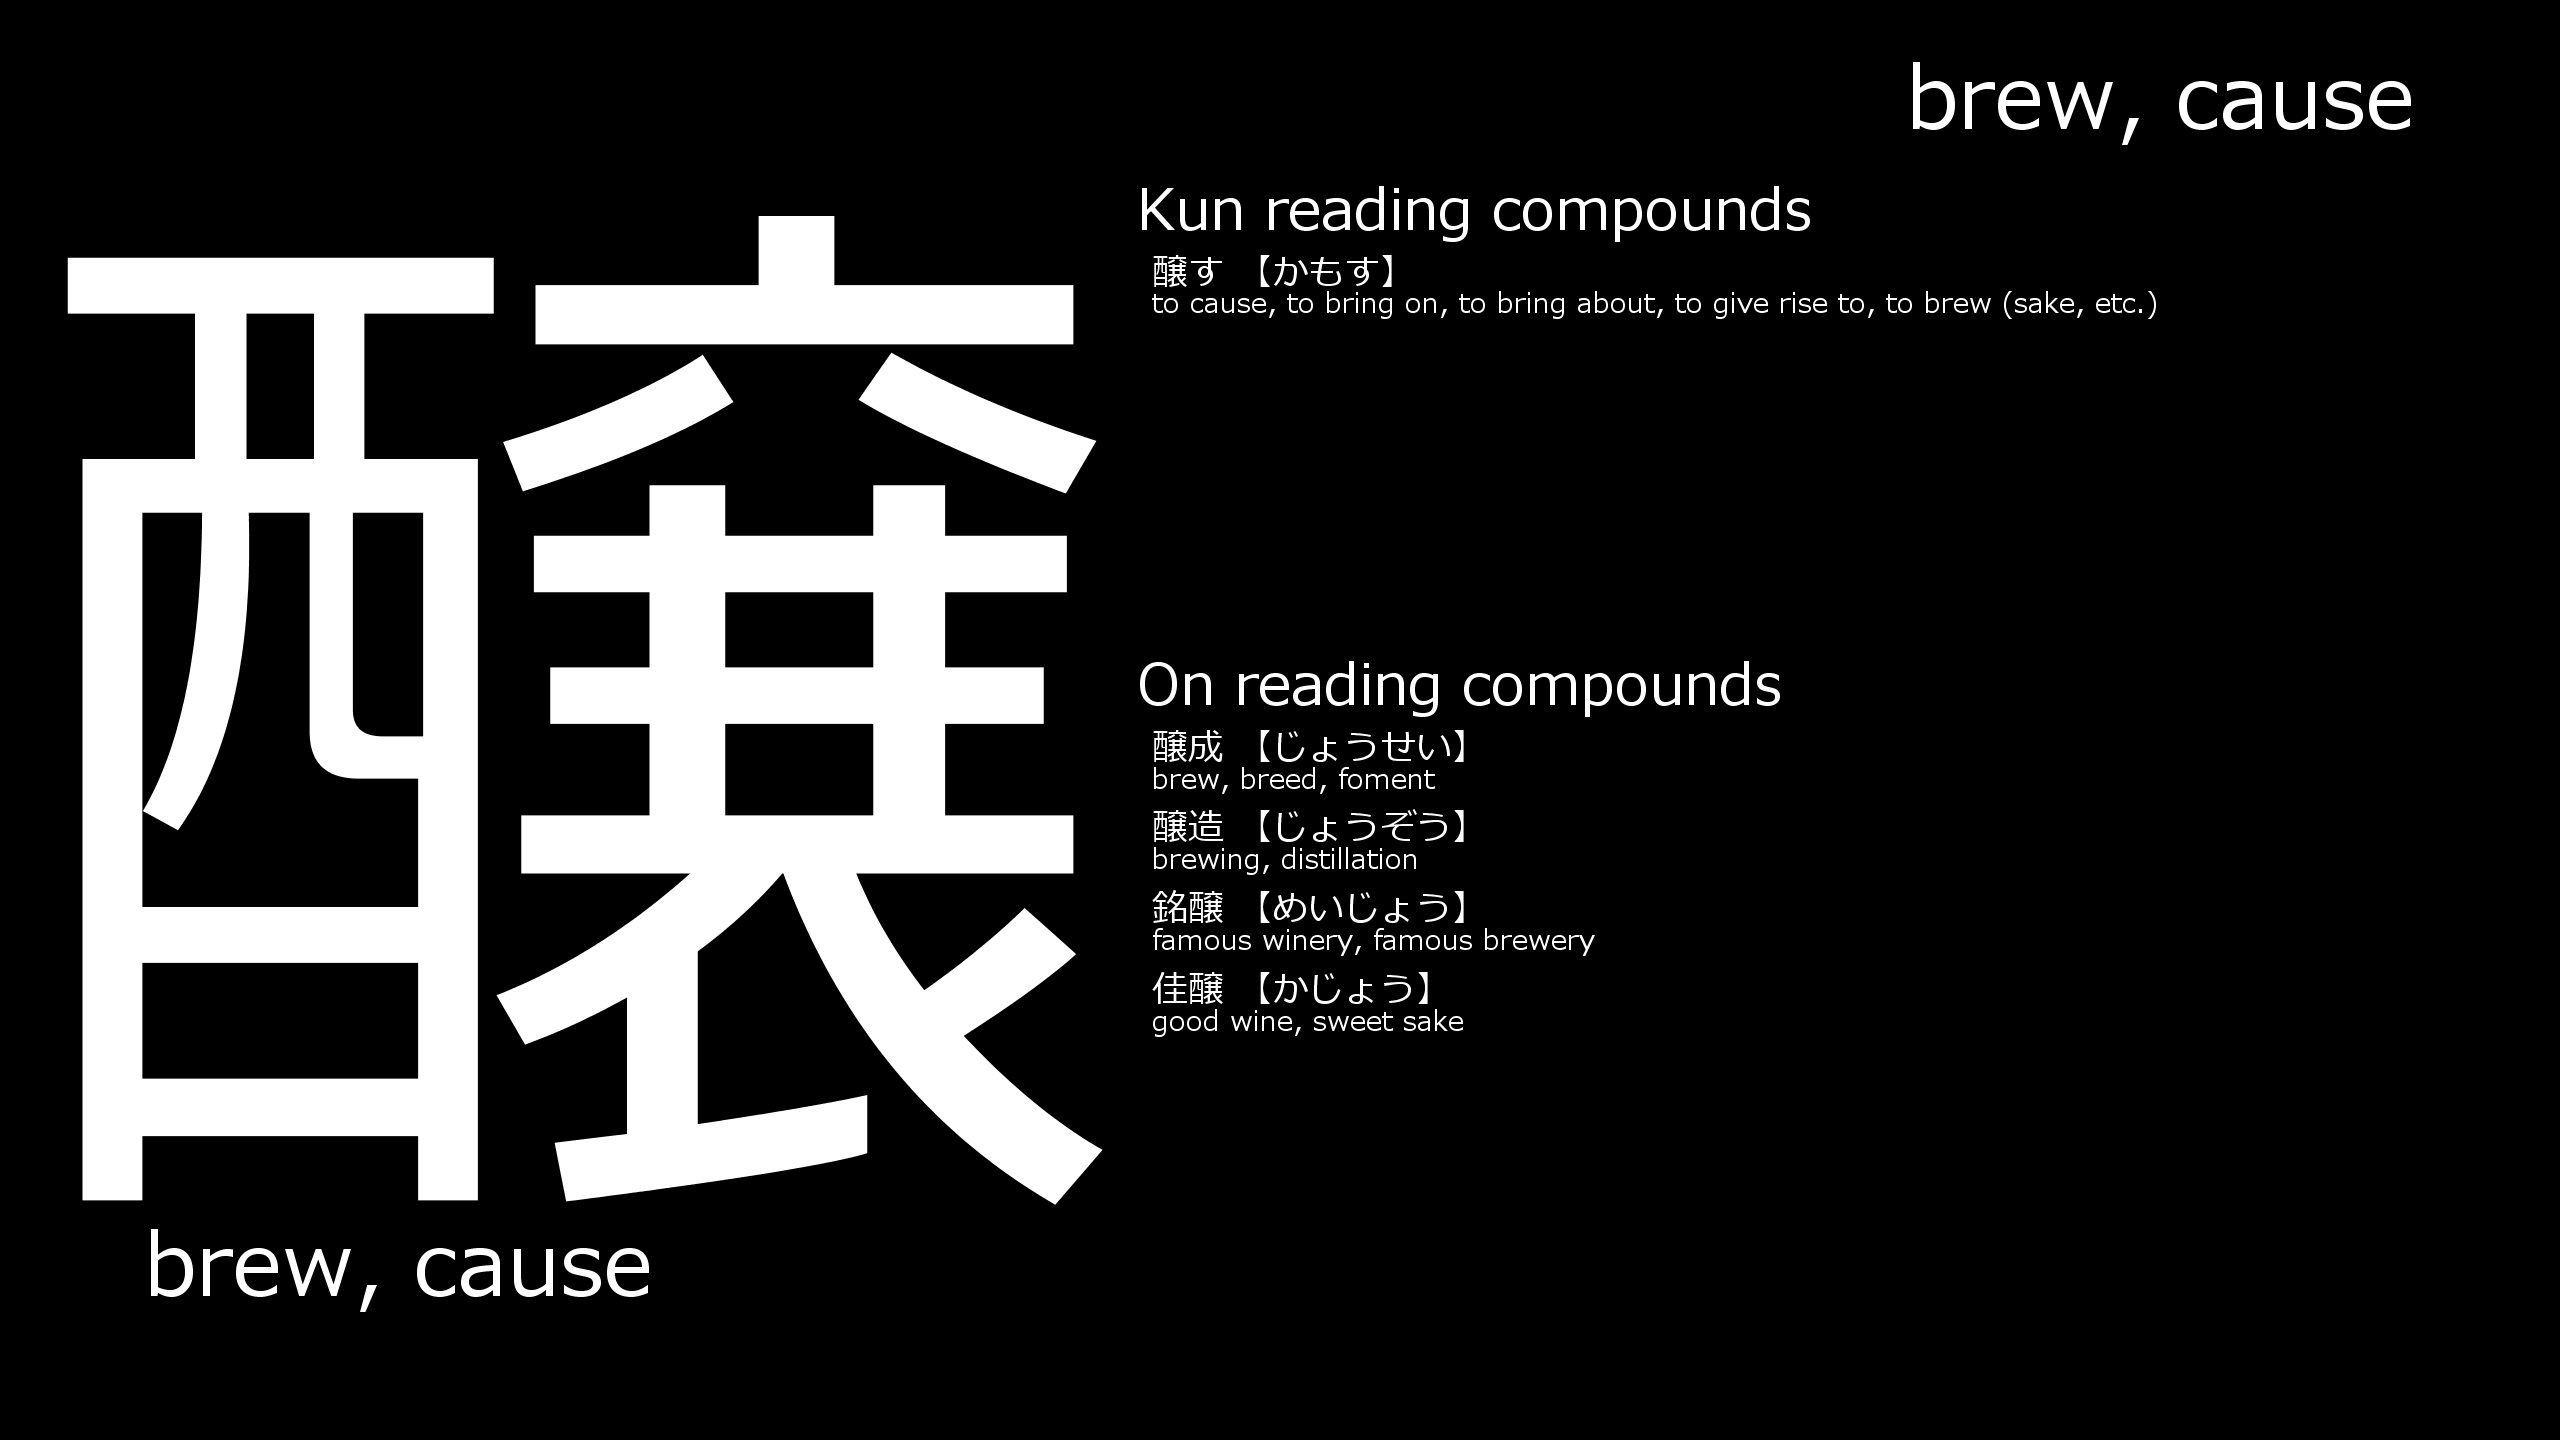 brew, cause
醸
brew, cause
Kun reading compounds
醸す 【かもす】
to cause, to bring on, to bring about, to give rise to, to brew (sake, etc.)
On reading compounds
醸成 【じょうせい】
brew, breed, foment
醸造 【じょうぞう】
brewing, distillation
銘醸 【めいじょう】
famous winery, famous brewery
佳醸 【かじょう】
good wine, sweet sake